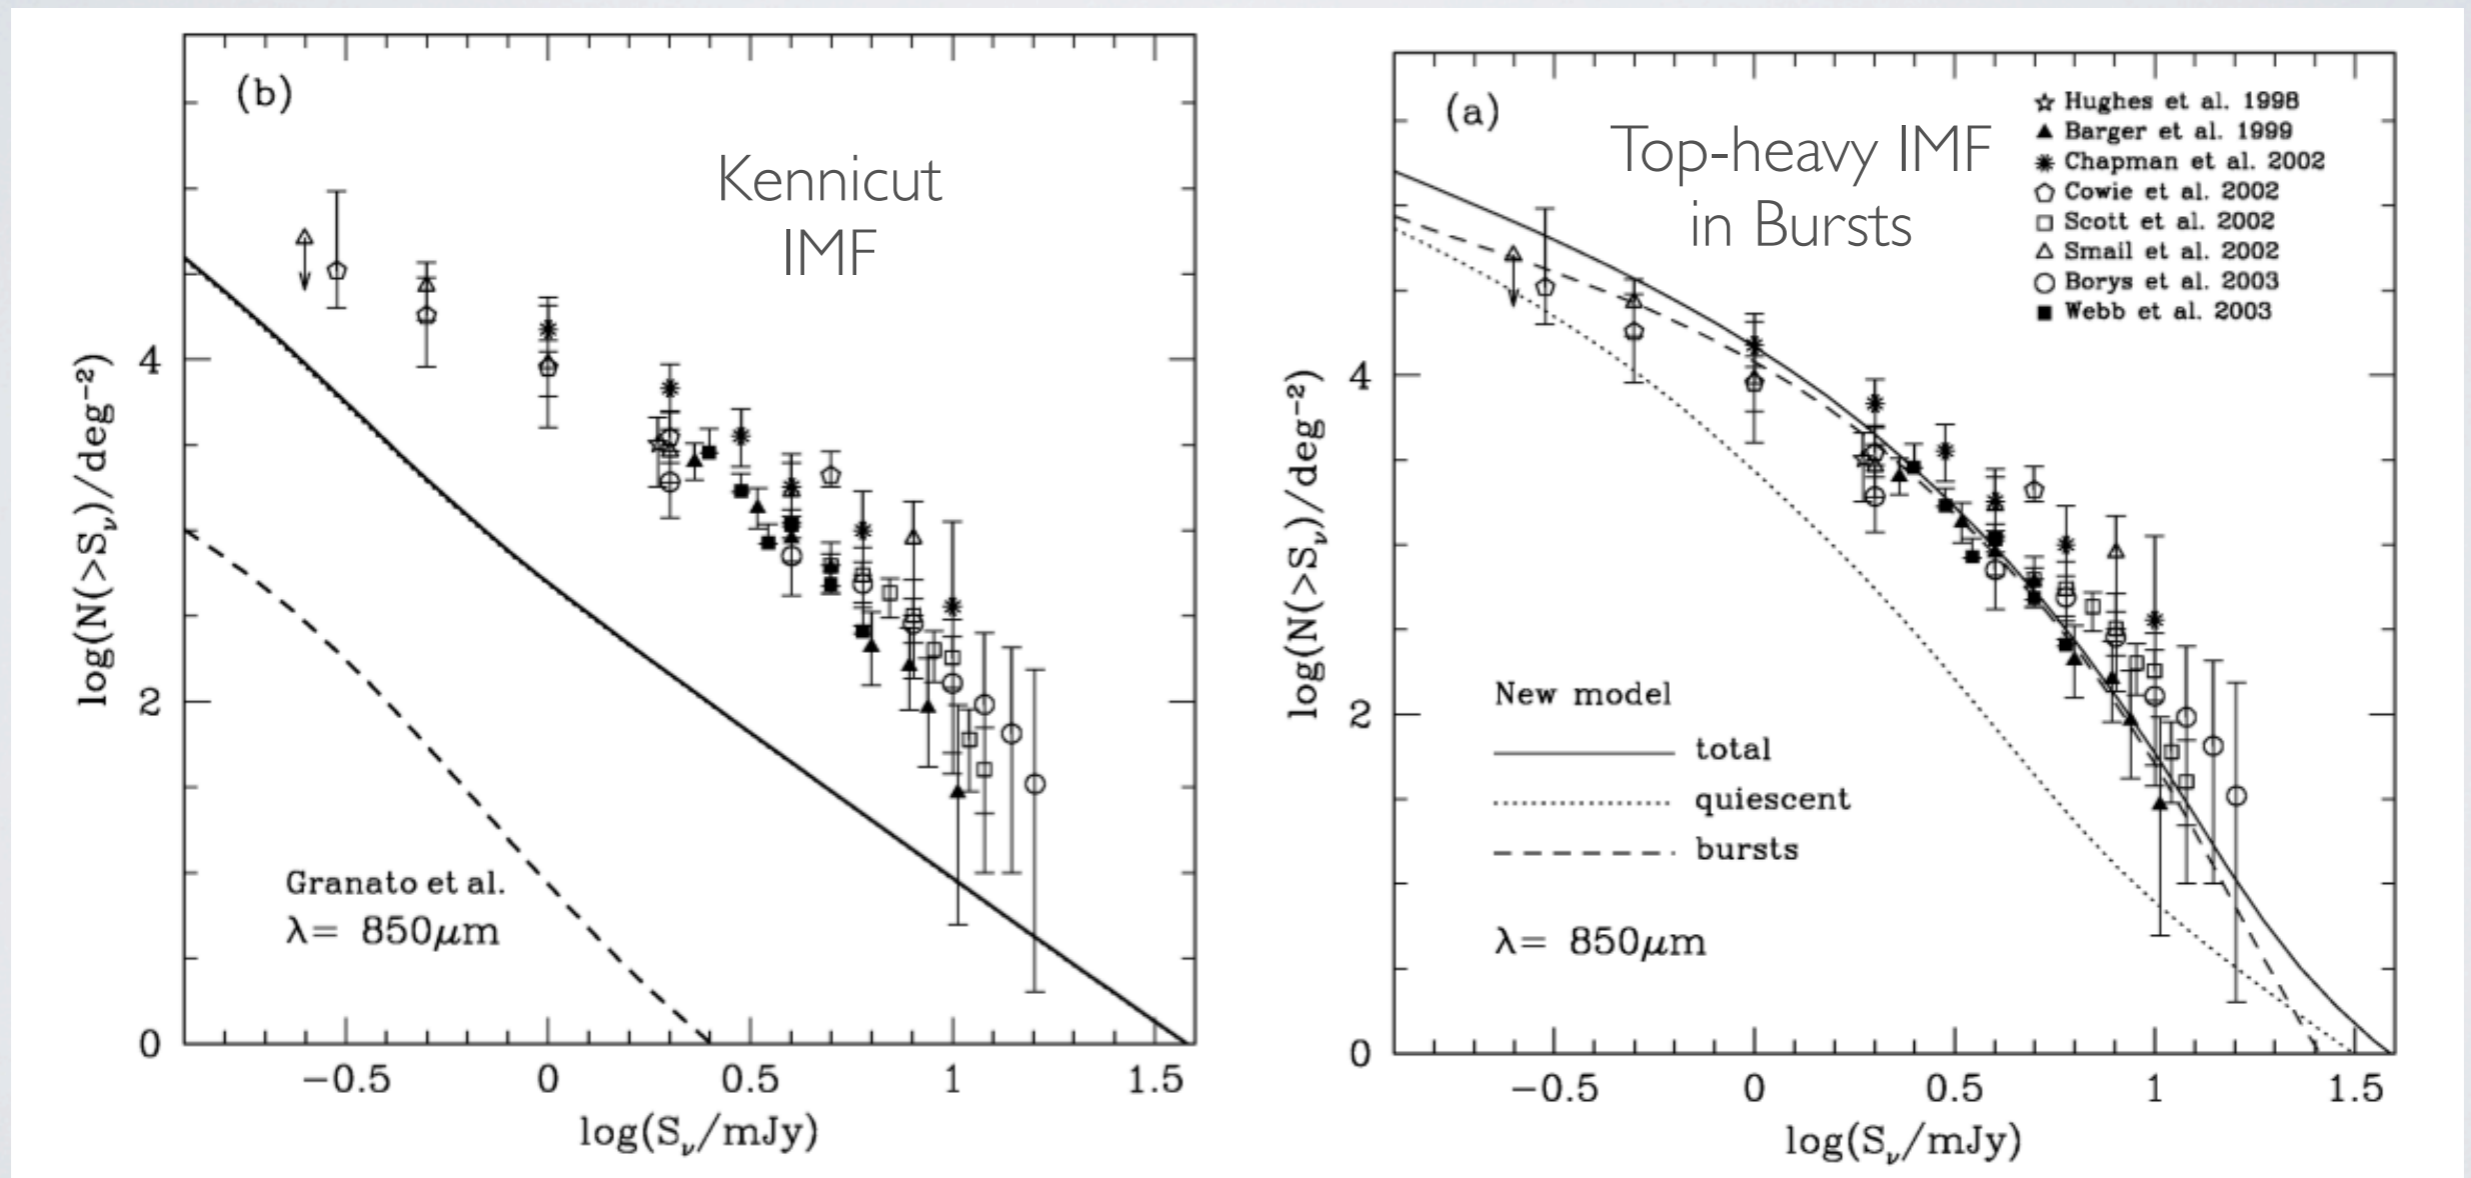 (b)
Kennicut
IMF
4
2
0
log(N(>Sν)/deg⁻²)
Granato et al.
λ= 850μm
−0.5 0 0.5 1 1.5
log(Sν/mJy)
(a)
Top-heavy IMF
in Bursts
Hughes et al. 1998
Barger et al. 1999
Chapman et al. 2002
Cowie et al. 2002
Scott et al. 2002
Smail et al. 2002
Borys et al. 2003
Webb et al. 2003
4
2
0
log(N(>Sν)/deg⁻²)
New model
total
quiescent
bursts
λ= 850μm
−0.5 0 0.5 1 1.5
log(Sν/mJy)